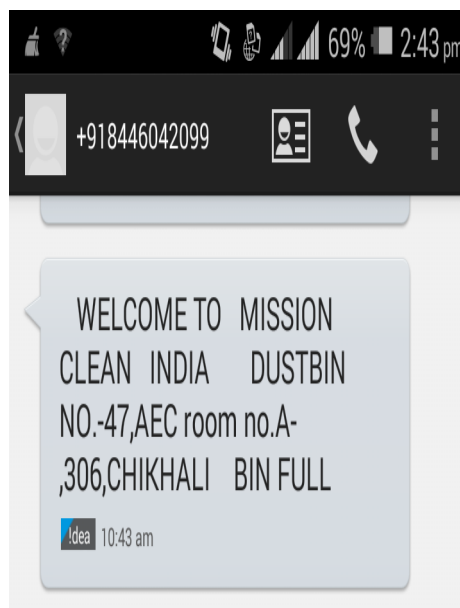 69% 2:43 pm
+918446042099
WELCOME TO MISSION
CLEAN INDIA DUSTBIN
NO.-47,AEC room no.A-
,306,CHIKHALI BIN FULL
!dea 10:43 am